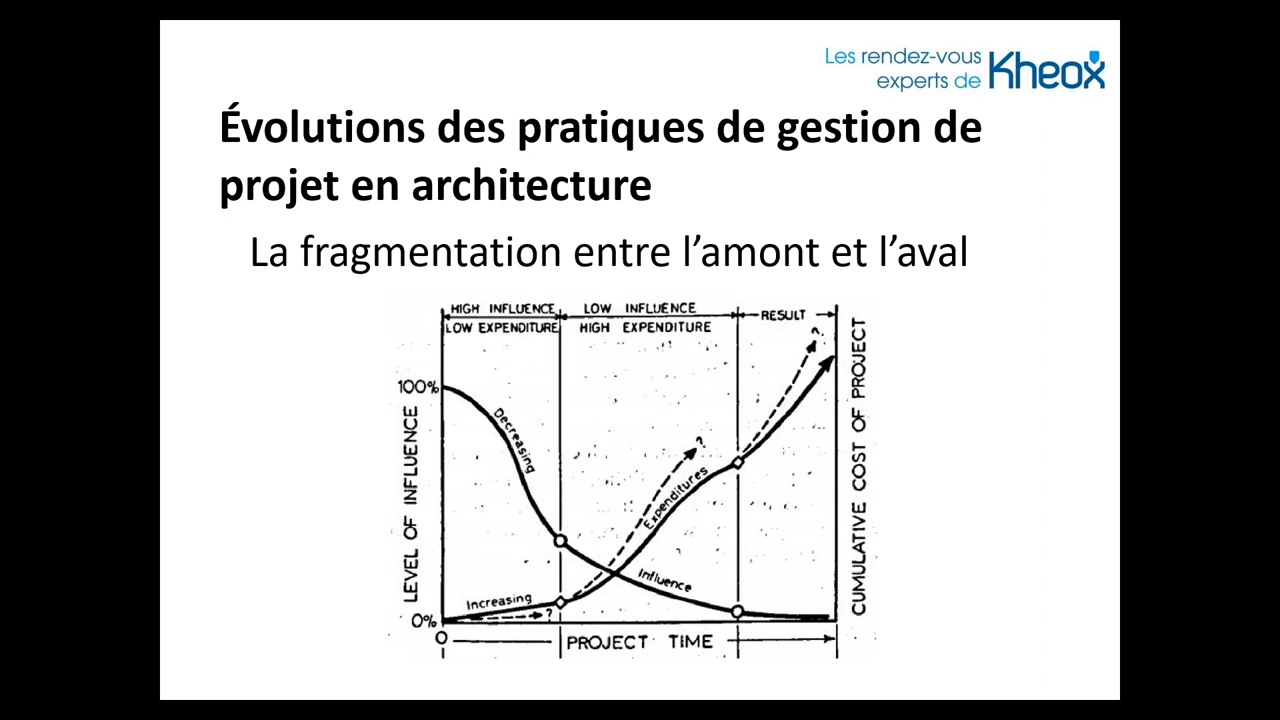 Les rendez-vous
experts de Kheox
Évolutions des pratiques de gestion de
projet en architecture
La fragmentation entre l’amont et l’aval
HIGH INFLUENCE
LOW INFLUENCE
RESULT
LOW EXPENDITURE
HIGH EXPENDITURE
100%
LEVEL OF INFLUENCE
0%
Decreasing
Increasing
?
?
?
Expenditures
Influence
CUMULATIVE COST OF PROJECT
0
PROJECT TIME